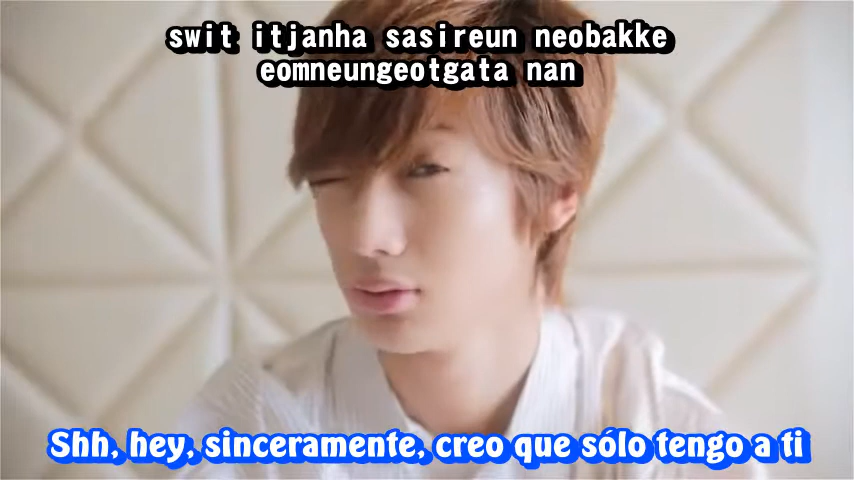 swit itjanha sasireun neobakke
eomneungeotgata nan
Shh, hey, sinceramente, creo que sólo tengo a ti